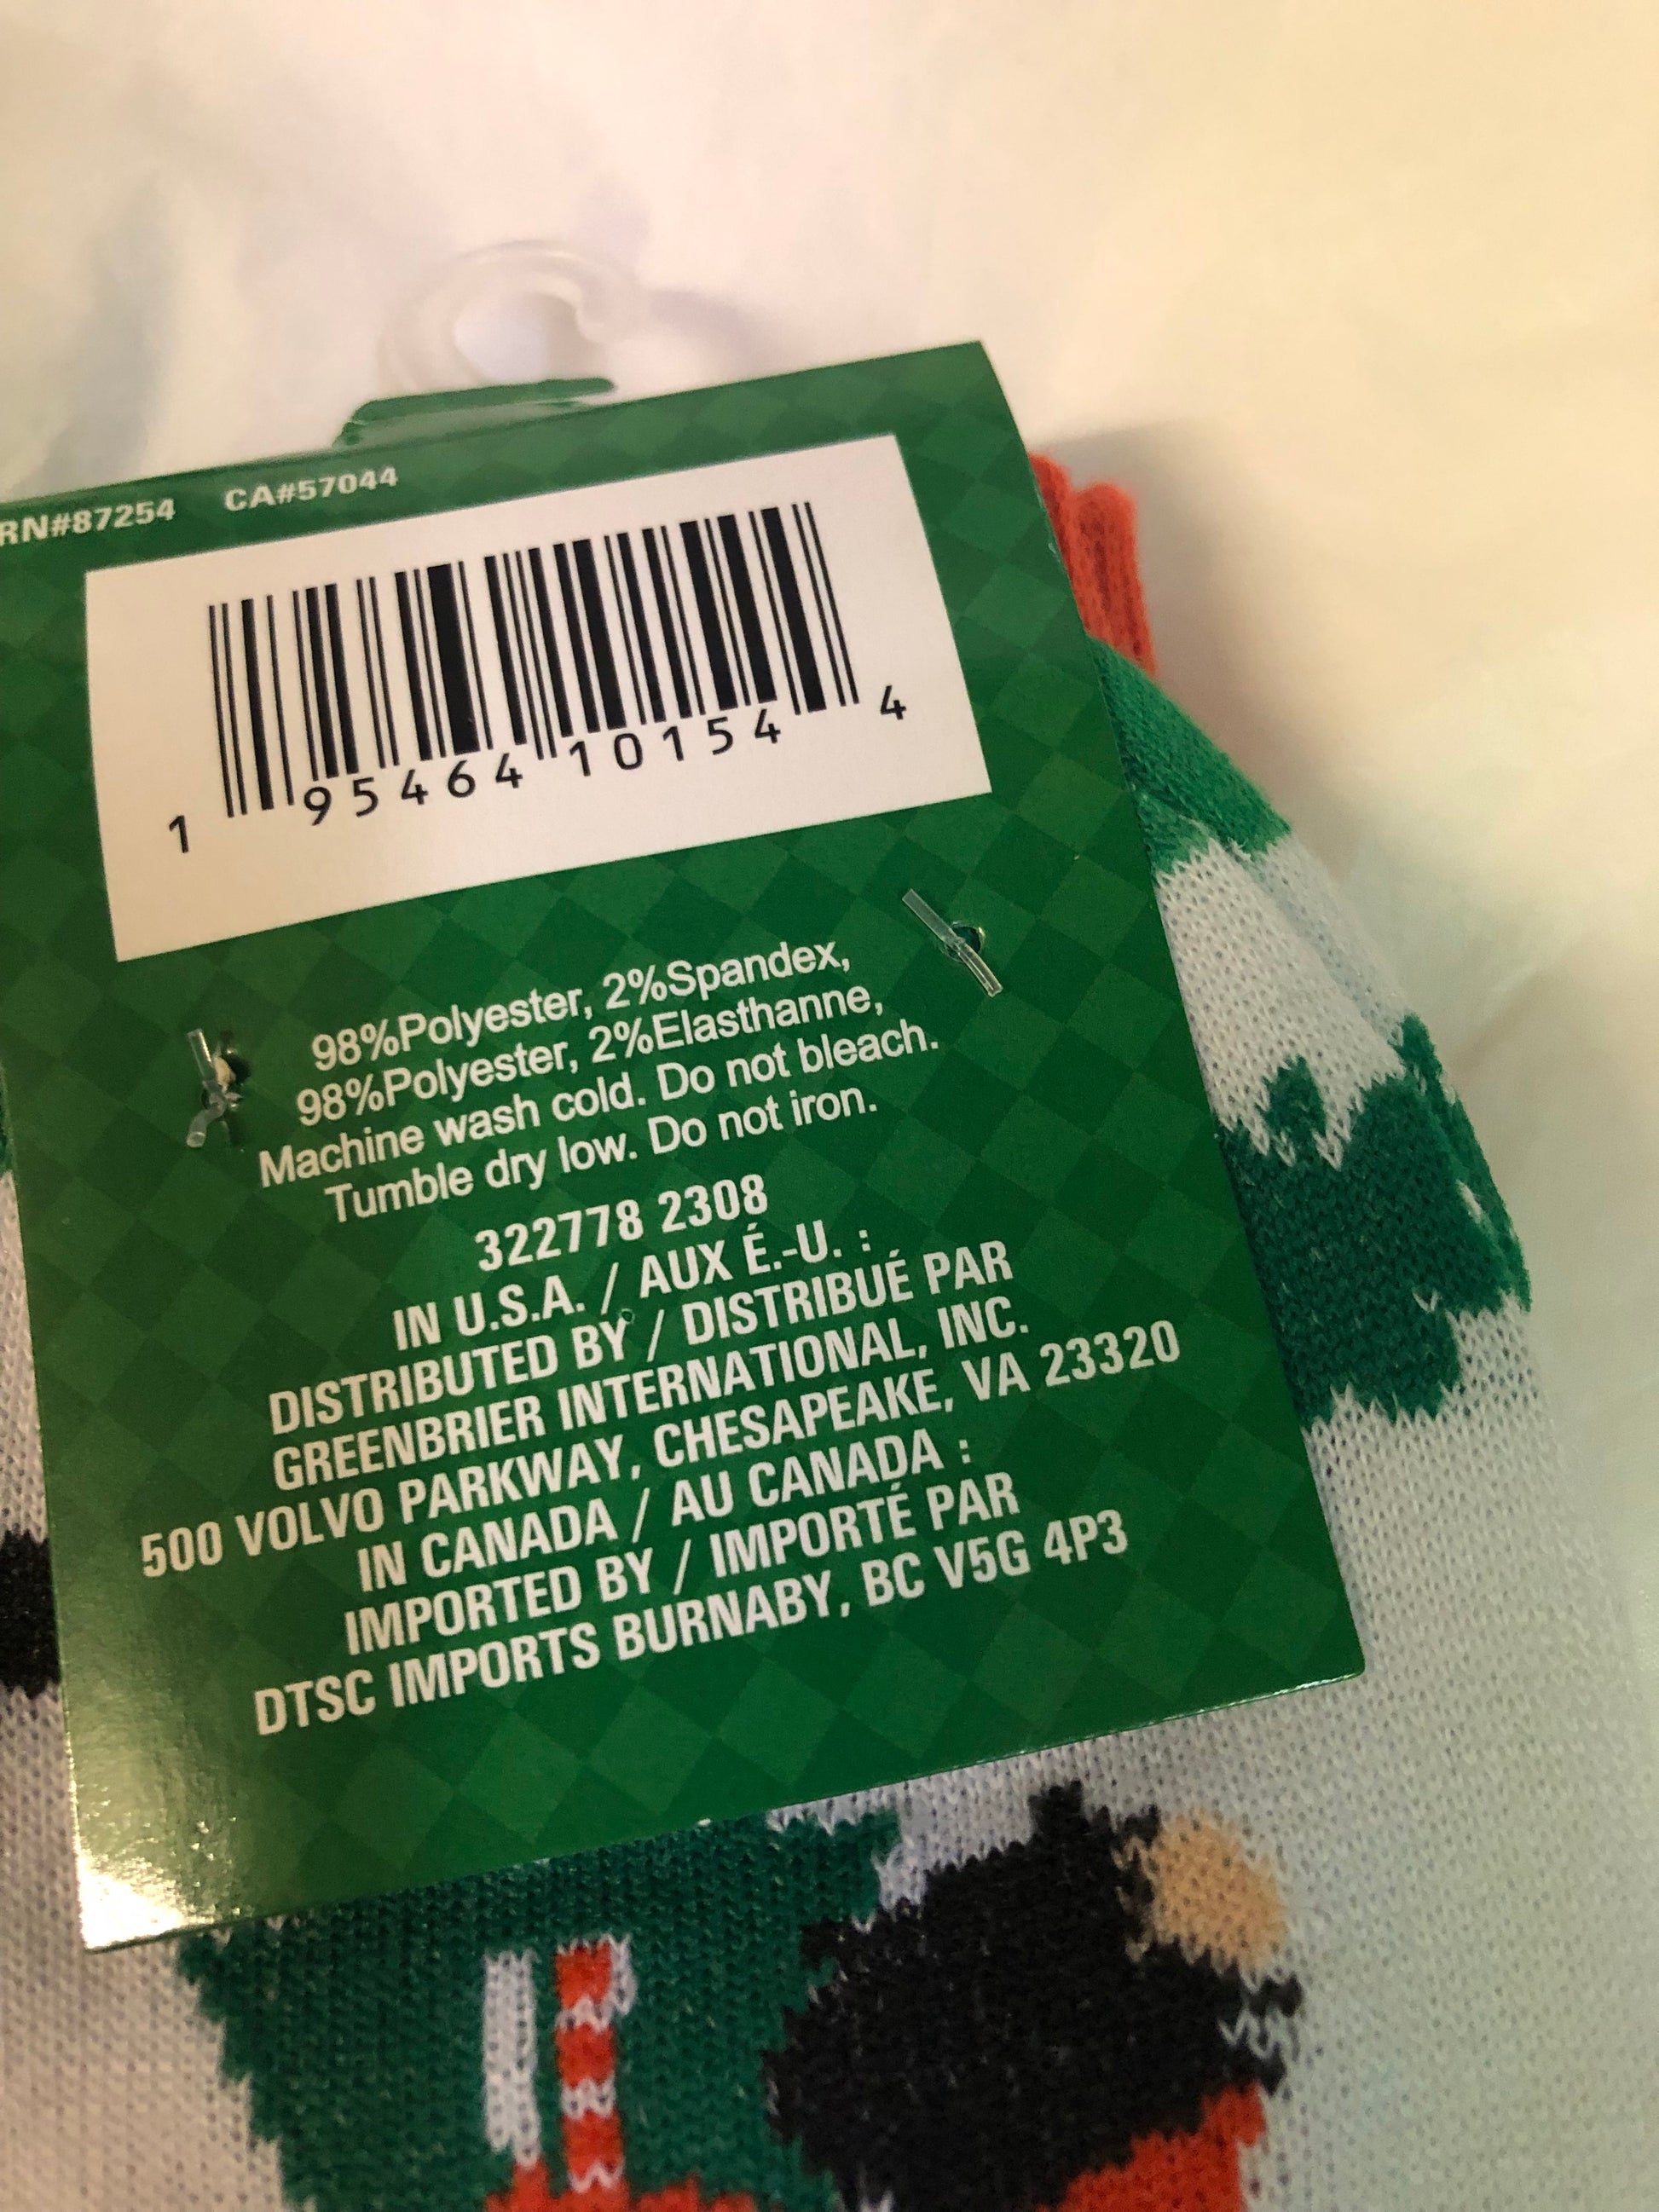 RN#87254 CA#57044
1 95464 10154 4
98%Polyester, 2%Spandex,
98%Polyester, 2%Elasthanne,
Machine wash cold. Do not bleach.
Tumble dry low. Do not iron.
322778 2308
IN U.S.A. / AUX É.-U. :
DISTRIBUTED BY / DISTRIBUÉ PAR
GREENBRIER INTERNATIONAL, INC.
500 VOLVO PARKWAY, CHESAPEAKE, VA 23320
IN CANADA / AU CANADA :
IMPORTED BY / IMPORTÉ PAR
DTSC IMPORTS BURNABY, BC V5G 4P3